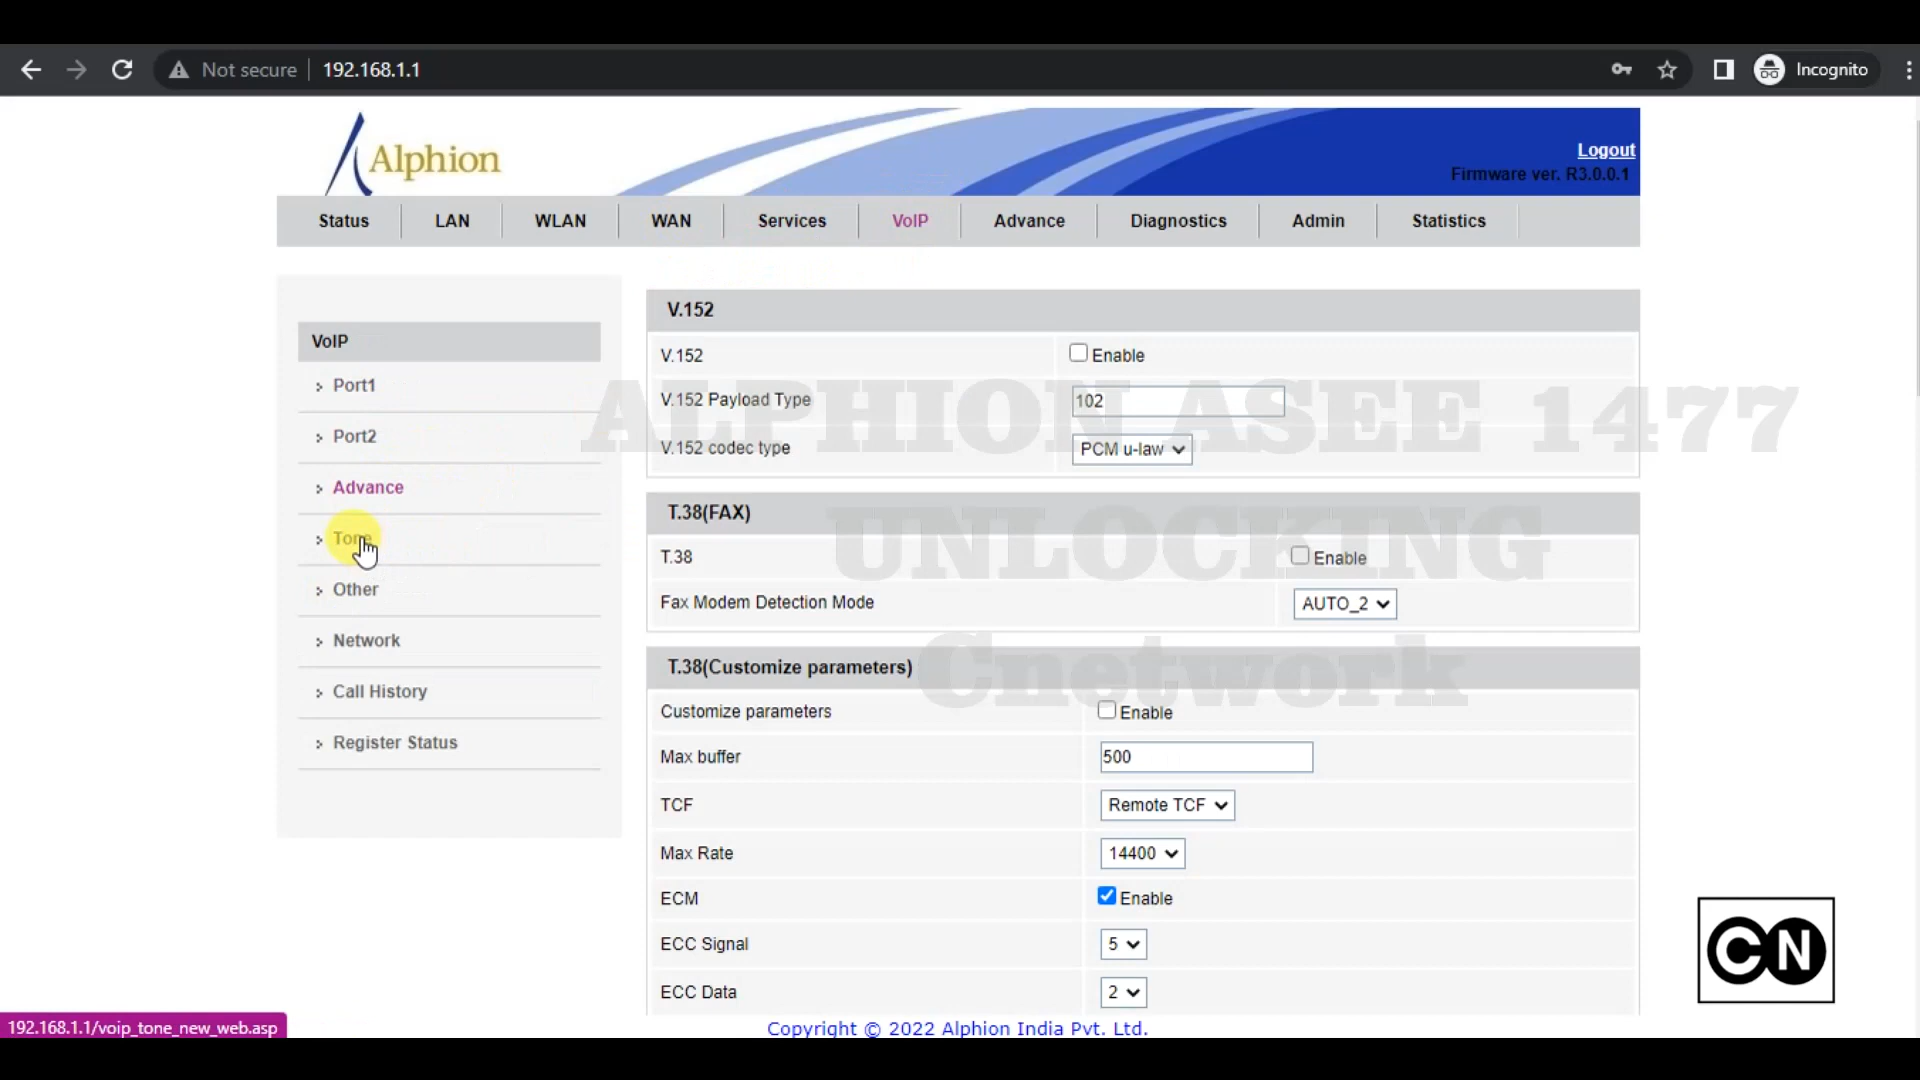 Not secure
192.168.1.1
Incognito
Alphion
Logout
Firmware ver. R3.0.0.1
Status LAN WLAN WAN Services VoIP Advance Diagnostics Admin Statistics
VoIP
Port1
Port2
Advance
Tone
Other
Network
Call History
Register Status
V.152
V.152 Enable
V.152 Payload Type 102
V.152 codec type PCM u-law
T.38(FAX)
T.38 Enable
Fax Modem Detection Mode AUTO_2
T.38(Customize parameters)
Customize parameters Enable
Max buffer 500
TCF Remote TCF
Max Rate 14400
ECM Enable
ECC Signal 5
ECC Data 2
ALPHION ASEE 1477
UNLOCKING
Cnetwork
CN
192.168.1.1/voip_tone_new_web.asp
Copyright © 2022 Alphion India Pvt. Ltd.